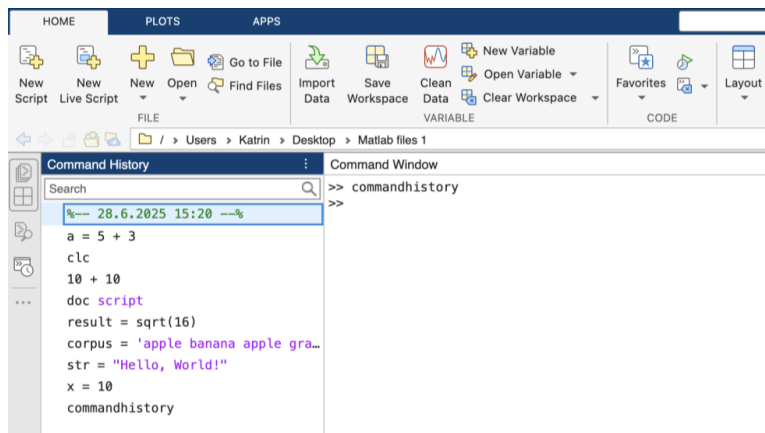 HOME PLOTS APPS
New Script
New Live Script
New
Open
Go to File
Find Files
FILE
Import Data
Save Workspace
Clean Data
New Variable
Open Variable
Clear Workspace
VARIABLE
Favorites
CODE
Layout
/ > Users > Katrin > Desktop > Matlab files 1
Command History
Search
%-- 28.6.2025 15:20 --%
a = 5 + 3
clc
10 + 10
doc script
result = sqrt(16)
corpus = 'apple banana apple gra…
str = "Hello, World!"
x = 10
commandhistory
Command Window
>> commandhistory
>>